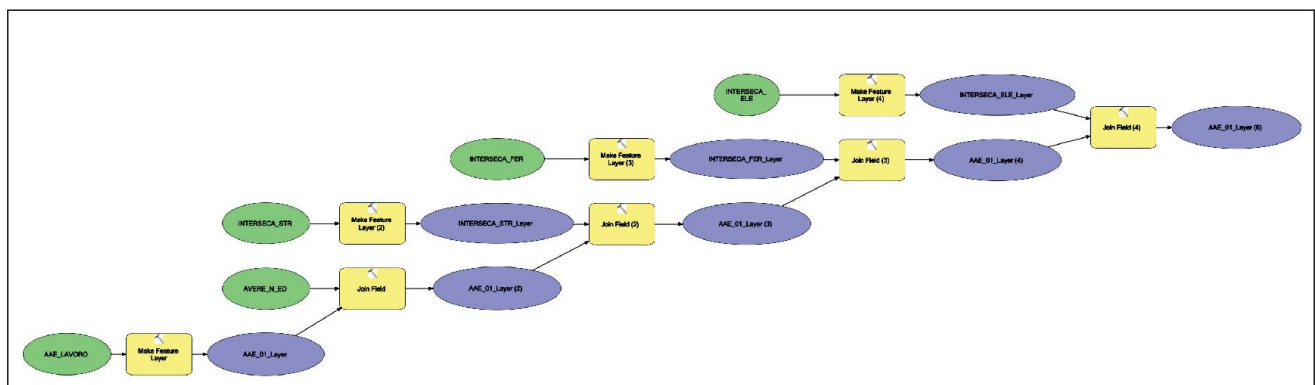 INTERSECA_
ELE
Make Feature
Layer (4)
INTERSECA_ELE_Layer
Join Field (4)
AAE_01_Layer (5)
INTERSECA_FER
Make Feature
Layer (3)
INTERSECA_FER_Layer
Join Field (3)
AAE_01_Layer (4)
INTERSECA_STR
Make Feature
Layer (2)
INTERSECA_STR_Layer
Join Field (2)
AAE_01_Layer (3)
AVERE_N_ED
Join Field
AAE_01_Layer (2)
AAE_LAVORO
Make Feature
Layer
AAE_01_Layer